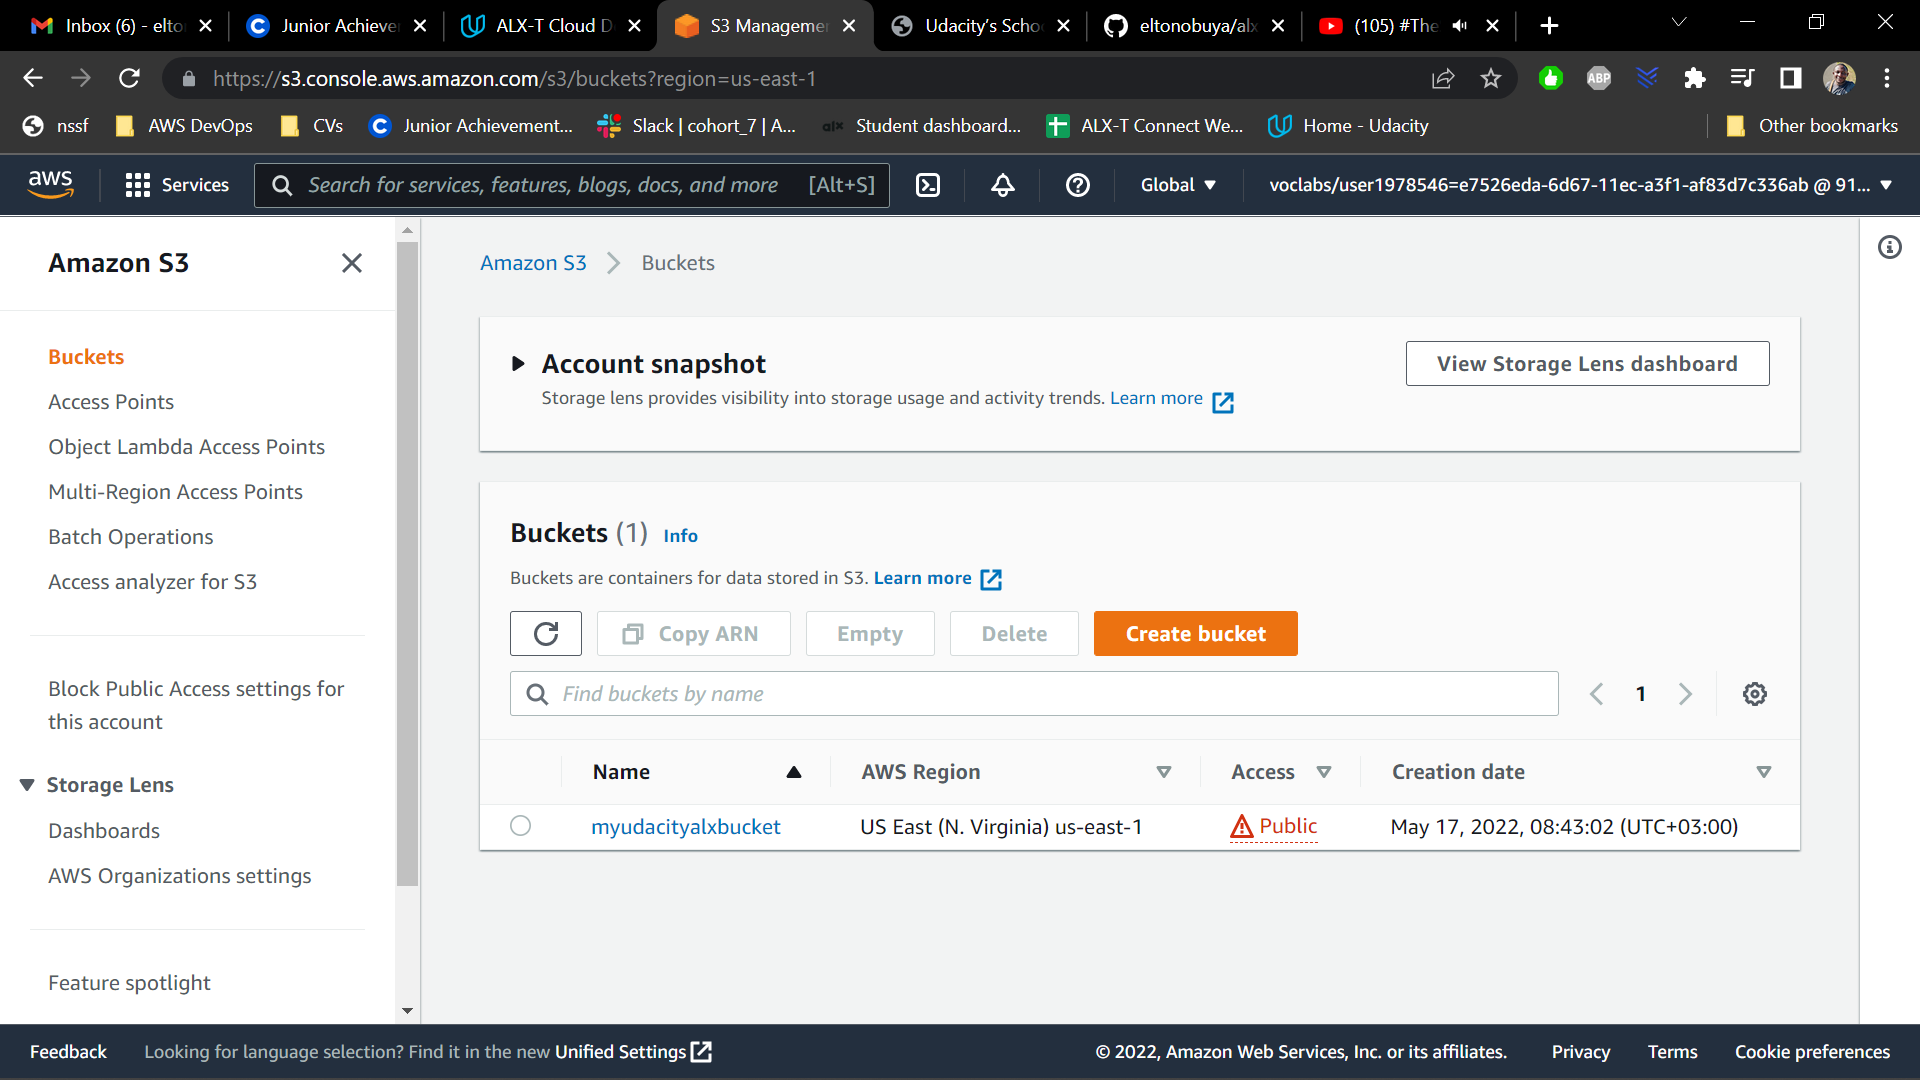 Inbox (6) - elto
Junior Achieve
ALX-T Cloud D
S3 Manageme
Udacity's Scho
eltonobuya/alx
(105) #The
https://s3.console.aws.amazon.com/s3/buckets?region=us-east-1
ABP
nssf
AWS DevOps
CVs
Junior Achievement...
Slack | cohort_7 | A...
alx
Student dashboard...
ALX-T Connect We...
Home - Udacity
Other bookmarks
aws
Services
Search for services, features, blogs, docs, and more
[Alt+S]
Global
voclabs/user1978546=e7526eda-6d67-11ec-a3f1-af83d7c336ab @ 91...
Amazon S3
Buckets
Access Points
Object Lambda Access Points
Multi-Region Access Points
Batch Operations
Access analyzer for S3
Block Public Access settings for
this account
Storage Lens
Dashboards
AWS Organizations settings
Feature spotlight
Amazon S3
Buckets
Account snapshot
Storage lens provides visibility into storage usage and activity trends. Learn more
View Storage Lens dashboard
Buckets (1) Info
Buckets are containers for data stored in S3. Learn more
Copy ARN
Empty
Delete
Create bucket
Find buckets by name
1
Name
AWS Region
Access
Creation date
myudacityalxbucket
US East (N. Virginia) us-east-1
Public
May 17, 2022, 08:43:02 (UTC+03:00)
Feedback
Looking for language selection? Find it in the new Unified Settings
© 2022, Amazon Web Services, Inc. or its affiliates.
Privacy
Terms
Cookie preferences